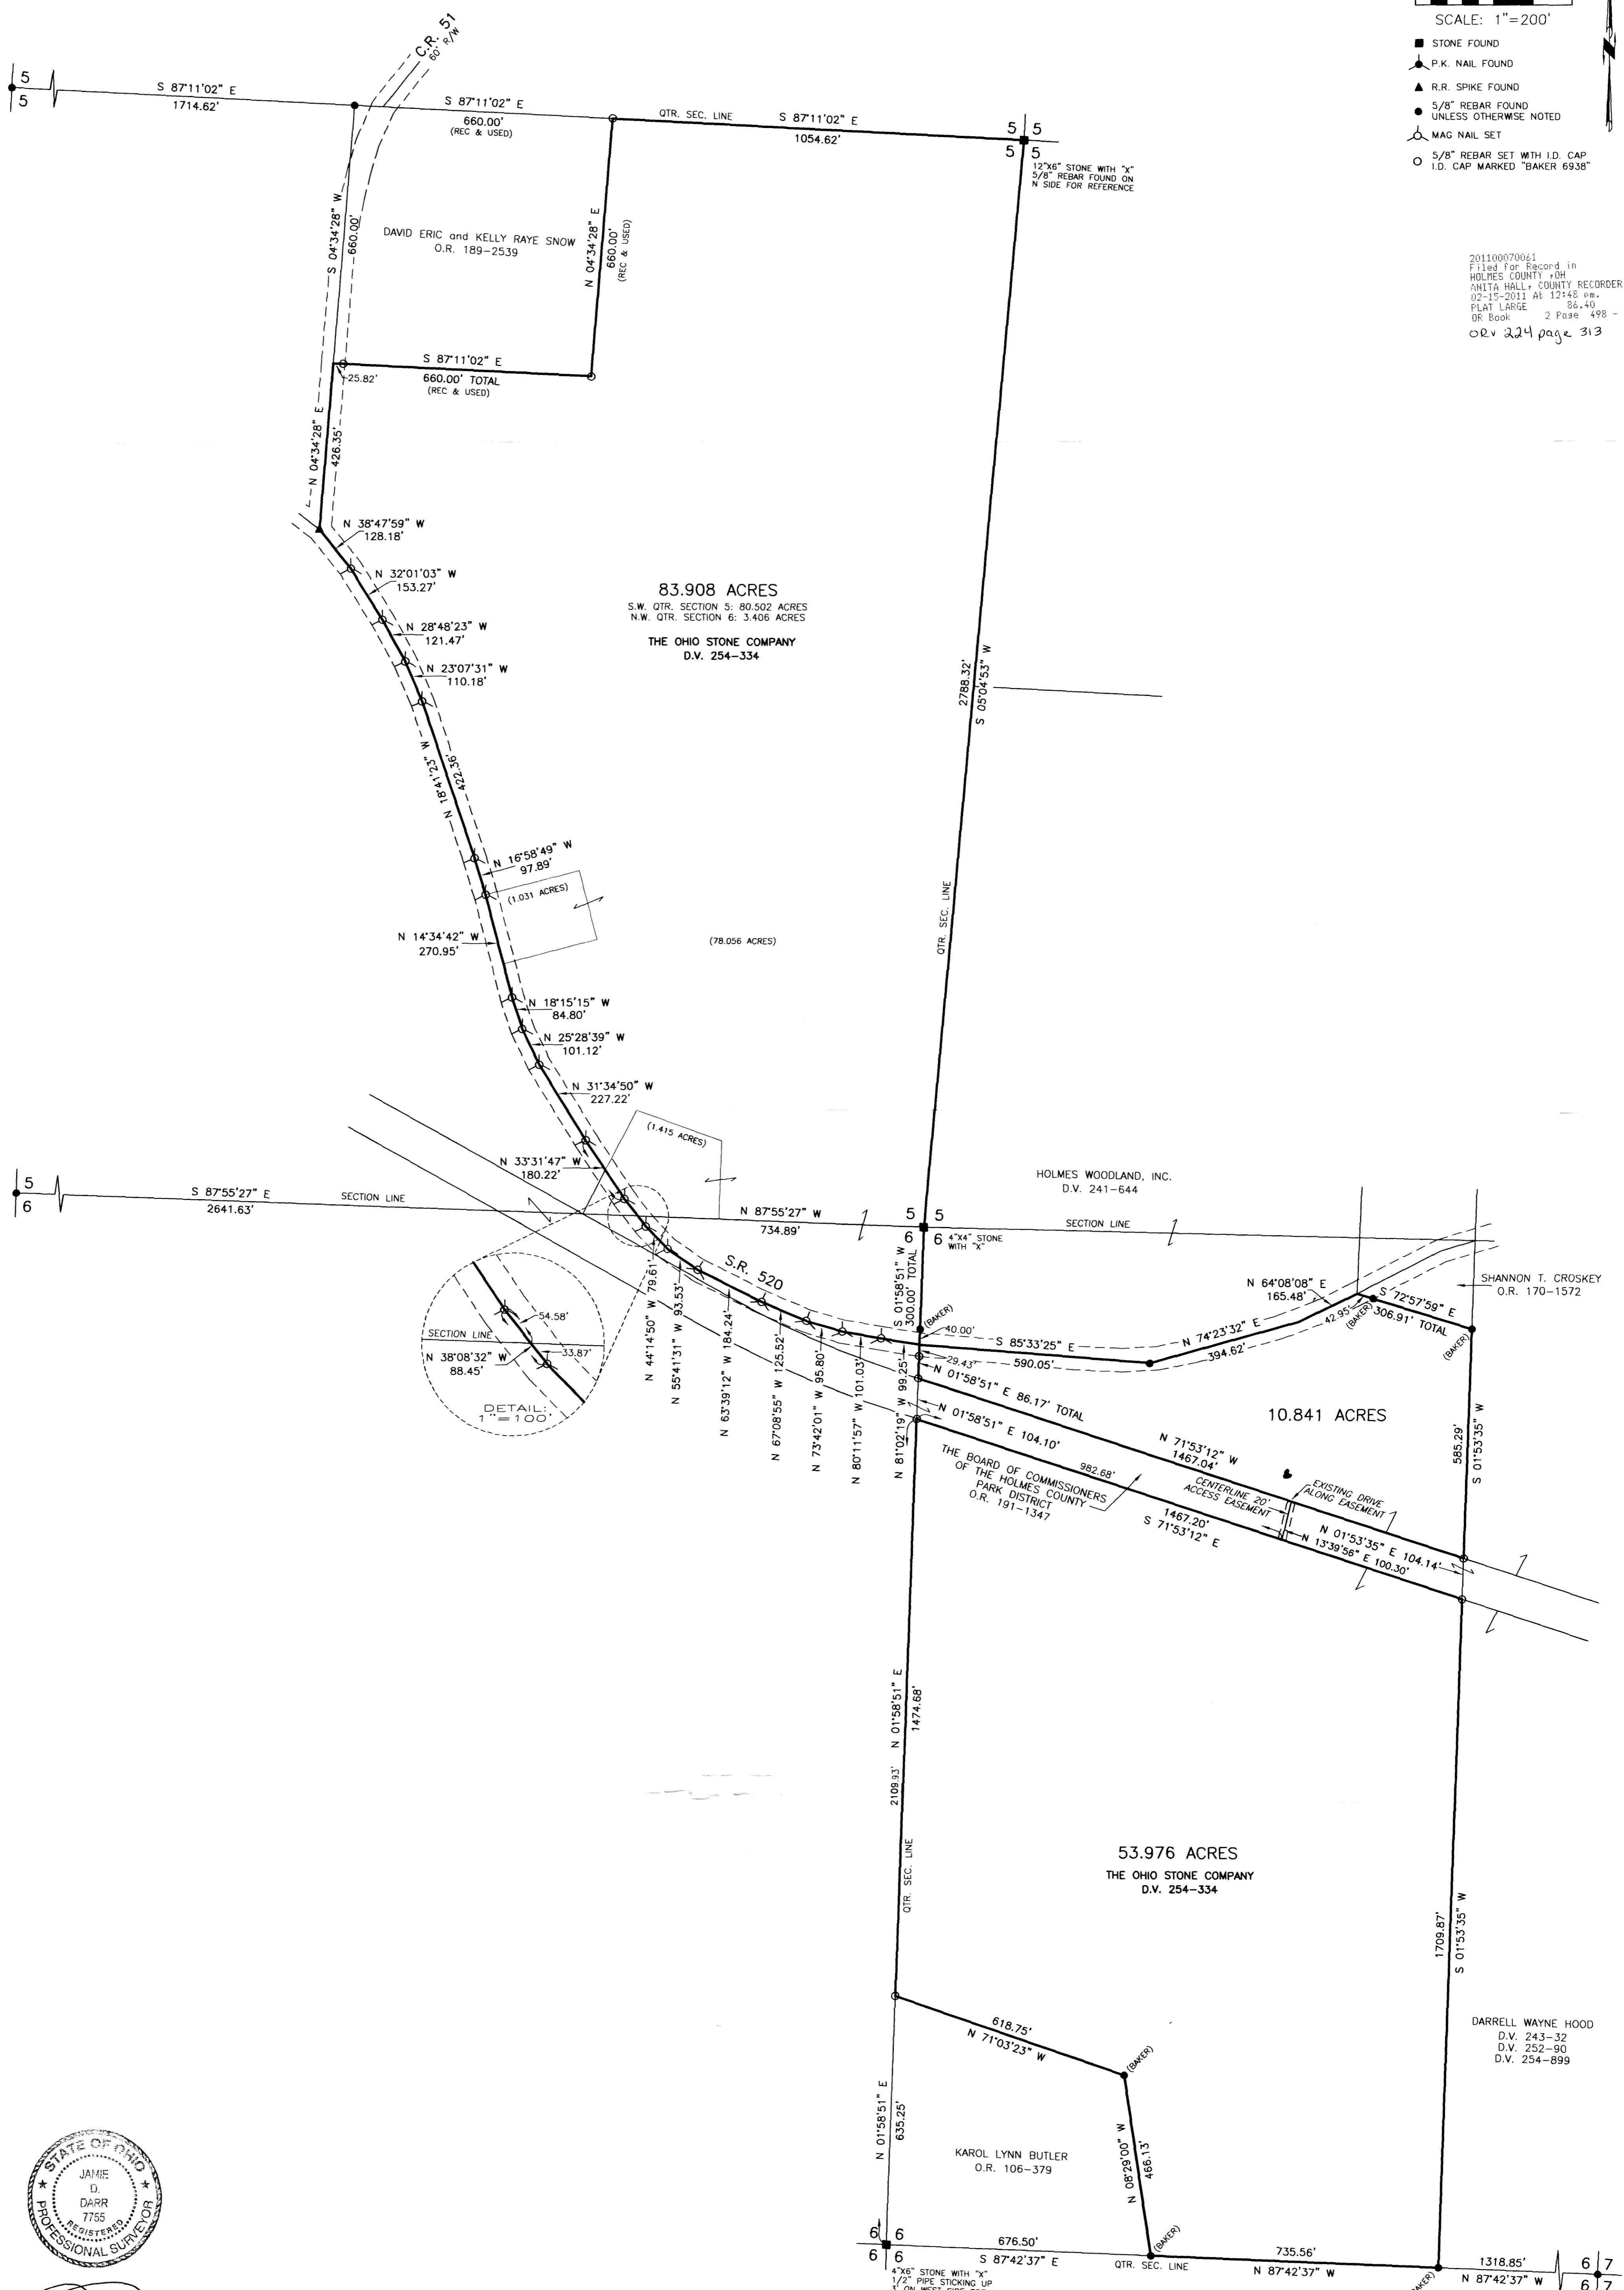 C.R. 51
60' R/W
SCALE: 1"=200'
STONE FOUND
P.K. NAIL FOUND
R.R. SPIKE FOUND
5/8" REBAR FOUND
UNLESS OTHERWISE NOTED
MAG NAIL SET
5/8" REBAR SET WITH I.D. CAP
I.D. CAP MARKED "BAKER 6938"
201100070061
Filed for Record in
HOLMES COUNTY ,OH
ANITA HALL, COUNTY RECORDER
02-15-2011 At 12:48 pm.
PLAT LARGE 86.40
OR Book 2 Page 498 -
ORV 224 page 313
5
5
S 87°11'02" E
1714.62'
S 87°11'02" E
660.00'
(REC & USED)
QTR. SEC. LINE S 87°11'02" E
1054.62'
5 5
5 5
12"X6" STONE WITH "X"
5/8" REBAR FOUND ON
N SIDE FOR REFERENCE
S 04°34'28" W
660.00'
DAVID ERIC and KELLY RAYE SNOW
O.R. 189-2539
N 04°34'28" E
660.00'
(REC & USED)
S 87°11'02" E
660.00' TOTAL
(REC & USED)
25.82'
N 04°34'28" E
426.35'
N 38°47'59" W
128.18'
N 32°01'03" W
153.27'
N 28°48'23" W
121.47'
N 23°07'31" W
110.18'
N 18°41'23" W
422.36'
83.908 ACRES
S.W. QTR. SECTION 5: 80.502 ACRES
N.W. QTR. SECTION 6: 3.406 ACRES
THE OHIO STONE COMPANY
D.V. 254-334
2788.32'
S 05°04'53" W
QTR. SEC. LINE
N 16°58'49" W
97.89'
(1.031 ACRES)
N 14°34'42" W
270.95'
(78.056 ACRES)
N 18°15'15" W
84.80'
N 25°28'39" W
101.12'
N 31°34'50" W
227.22'
(1.415 ACRES)
N 33°31'47" W
180.22'
5
6
S 87°55'27" E
2641.63'
SECTION LINE
N 87°55'27" W
734.89'
5 5
6 6
4"X4" STONE
WITH "X"
HOLMES WOODLAND, INC.
D.V. 241-644
SECTION LINE
S.R. 520
S 01°58'51" W
300.00' TOTAL
(BAKER)
40.00'
S 85°33'25" E
590.05'
29.43'
N 64°08'08" E
165.48'
N 74°23'32" E
394.62'
42.95'
(BAKER)
S 72°57'59" E
306.91' TOTAL
(BAKER)
SHANNON T. CROSKEY
O.R. 170-1572
SECTION LINE
54.58'
33.87'
N 38°08'32" W
88.45'
DETAIL:
1"=100'
N 44°14'50" W 79.61'
N 55°41'31" W 93.53'
N 63°39'12" W 184.24'
N 67°08'55" W 125.52'
N 73°42'01" W 95.80'
N 80°11'57" W 101.03'
N 81°02'19" W 99.25'
N 01°58'51" E 86.17' TOTAL
N 01°58'51" E 104.10'
10.841 ACRES
N 71°53'12" W
1467.04'
585.29'
S 01°53'35" W
THE BOARD OF COMMISSIONERS
OF THE HOLMES COUNTY
PARK DISTRICT
O.R. 191-1347
982.68'
CENTERLINE 20'
ACCESS EASEMENT
EXISTING DRIVE
ALONG EASEMENT
1467.20'
S 71°53'12" E
N 01°53'35" E 104.14'
N 13°39'56" E 100.30'
2109.93'
N 01°58'51" E
1474.68'
QTR. SEC. LINE
53.976 ACRES
THE OHIO STONE COMPANY
D.V. 254-334
1709.87'
S 01°53'35" W
DARRELL WAYNE HOOD
D.V. 243-32
D.V. 252-90
D.V. 254-899
618.75'
N 71°03'23" W
(BAKER)
N 01°58'51" E
635.25'
KAROL LYNN BUTLER
O.R. 106-379
N 08°29'00" W
466.13'
(BAKER)
6 6
6 6
676.50'
S 87°42'37" E
4"X6" STONE WITH "X"
1/2" PIPE STICKING UP
QTR. SEC. LINE
735.56'
N 87°42'37" W
1318.85'
N 87°42'37" W
6 7
6 7
STATE OF OHIO
JAMIE
D.
DARR
7755
REGISTERED
PROFESSIONAL SURVEYOR